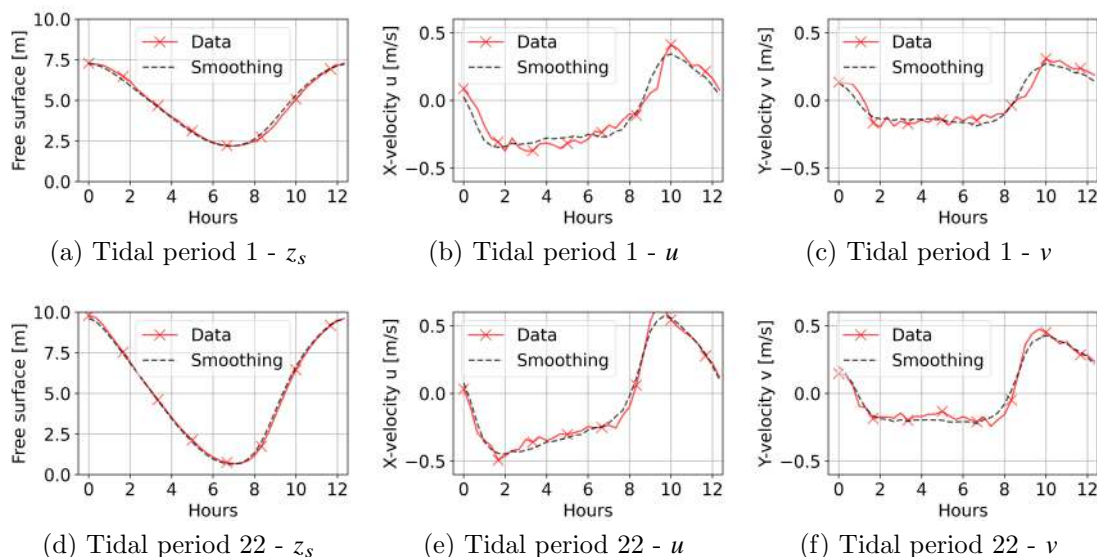 10.0
7.5
5.0
2.5
0.0
Free surface [m]
Data
Smoothing
0 2 4 6 8 10 12
Hours
(a) Tidal period 1 - z_s
0.5
0.0
−0.5
X-velocity u [m/s]
Data
Smoothing
0 2 4 6 8 10 12
Hours
(b) Tidal period 1 - u
0.5
0.0
−0.5
Y-velocity v [m/s]
Data
Smoothing
0 2 4 6 8 10 12
Hours
(c) Tidal period 1 - v
10.0
7.5
5.0
2.5
0.0
Free surface [m]
Data
Smoothing
0 2 4 6 8 10 12
Hours
(d) Tidal period 22 - z_s
0.5
0.0
−0.5
X-velocity u [m/s]
Data
Smoothing
0 2 4 6 8 10 12
Hours
(e) Tidal period 22 - u
0.5
0.0
−0.5
Y-velocity v [m/s]
Data
Smoothing
0 2 4 6 8 10 12
Hours
(f) Tidal period 22 - v